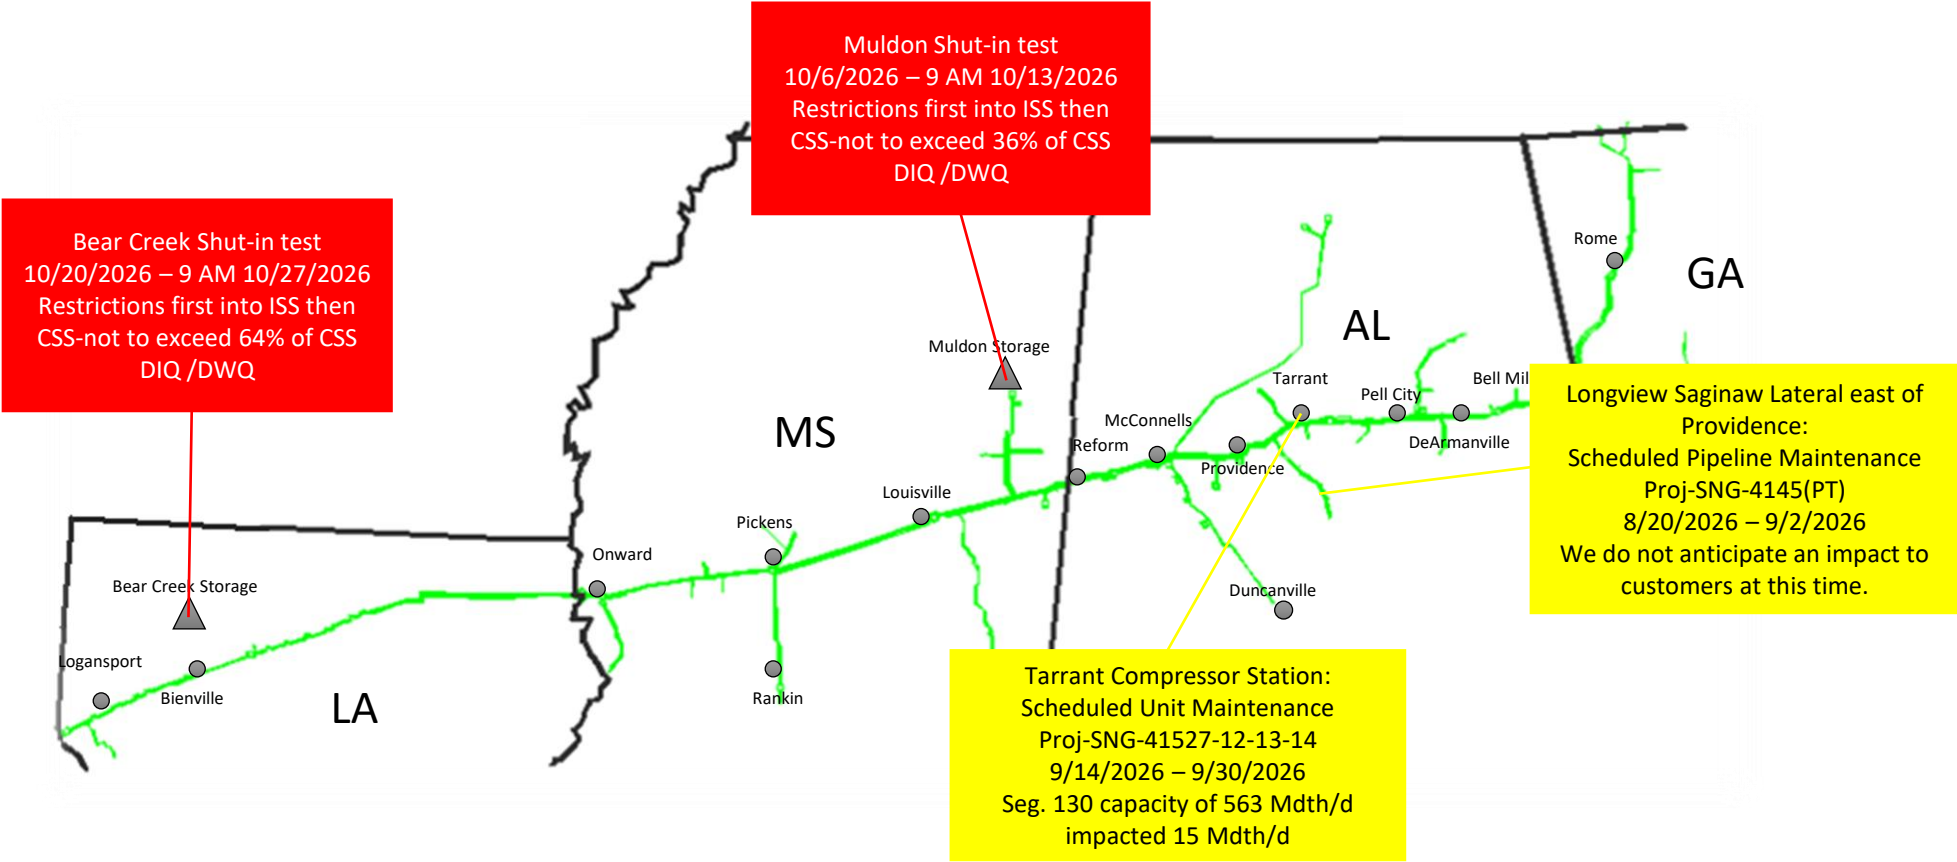 Muldon Shut-in test
10/6/2026 – 9 AM 10/13/2026
Restrictions first into ISS then
CSS-not to exceed 36% of CSS
DIQ /DWQ
Bear Creek Shut-in test
10/20/2026 – 9 AM 10/27/2026
Restrictions first into ISS then
CSS-not to exceed 64% of CSS
DIQ /DWQ
Rome
GA
AL
Muldon Storage
Tarrant
Pell City
Bell Mil
McConnells
MS
Reform
Providence
DeArmanville
Longview Saginaw Lateral east of
Providence:
Scheduled Pipeline Maintenance
Proj-SNG-4145(PT)
8/20/2026 – 9/2/2026
We do not anticipate an impact to
customers at this time.
Louisville
Pickens
Onward
Bear Creek Storage
Duncanville
Logansport
Bienville
LA
Rankin
Tarrant Compressor Station:
Scheduled Unit Maintenance
Proj-SNG-41527-12-13-14
9/14/2026 – 9/30/2026
Seg. 130 capacity of 563 Mdth/d
impacted 15 Mdth/d